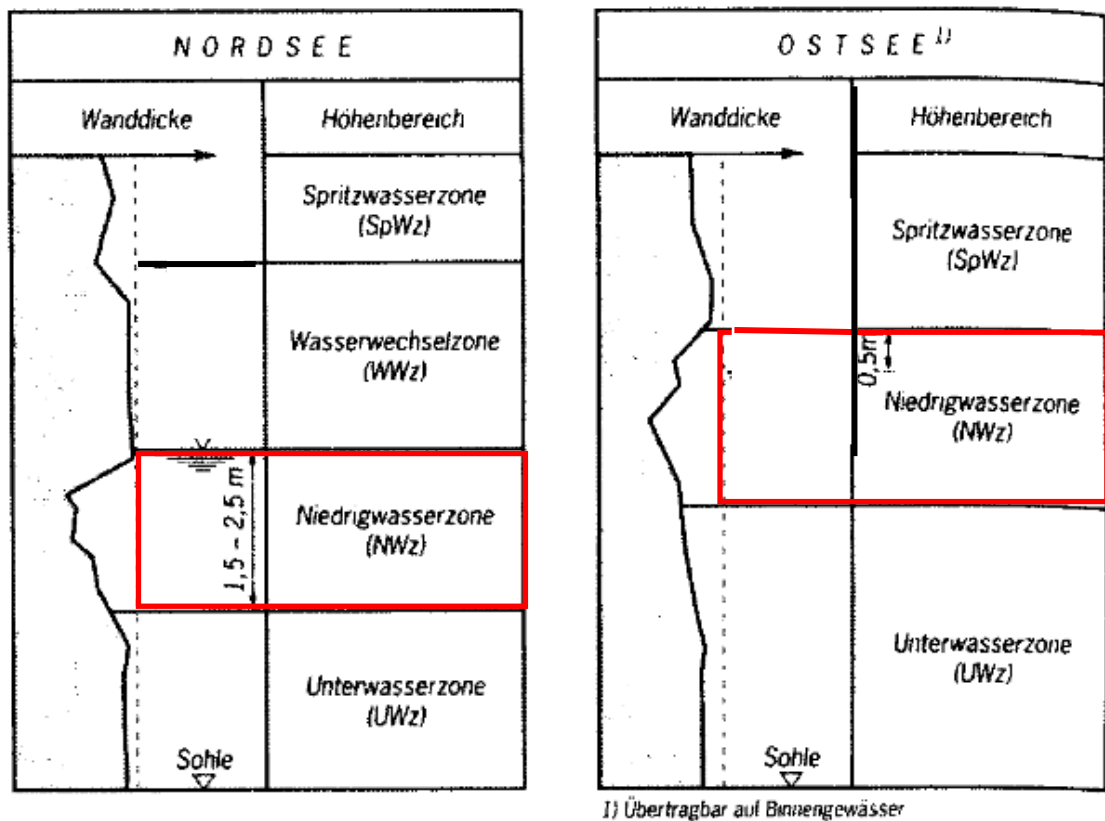 NORDSEE
Wanddicke
Höhenbereich
Spritzwasserzone
(SpWz)
Wasserwechselzone
(WWz)
1,5 - 2,5 m
Niedrigwasserzone
(NWz)
Unterwasserzone
(UWz)
Sohle
OSTSEE 1)
Wanddicke
Höhenbereich
Spritzwasserzone
(SpWz)
0,5m
Niedrigwasserzone
(NWz)
Unterwasserzone
(UWz)
Sohle
1) Übertragbar auf Binnengewässer